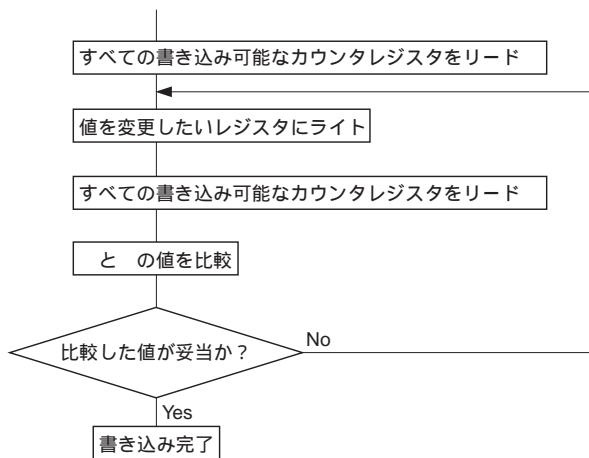 すべての書き込み可能なカウンタレジスタをリード
値を変更したいレジスタにライト
すべての書き込み可能なカウンタレジスタをリード
と　の値を比較
比較した値が妥当か？
No
Yes
書き込み完了